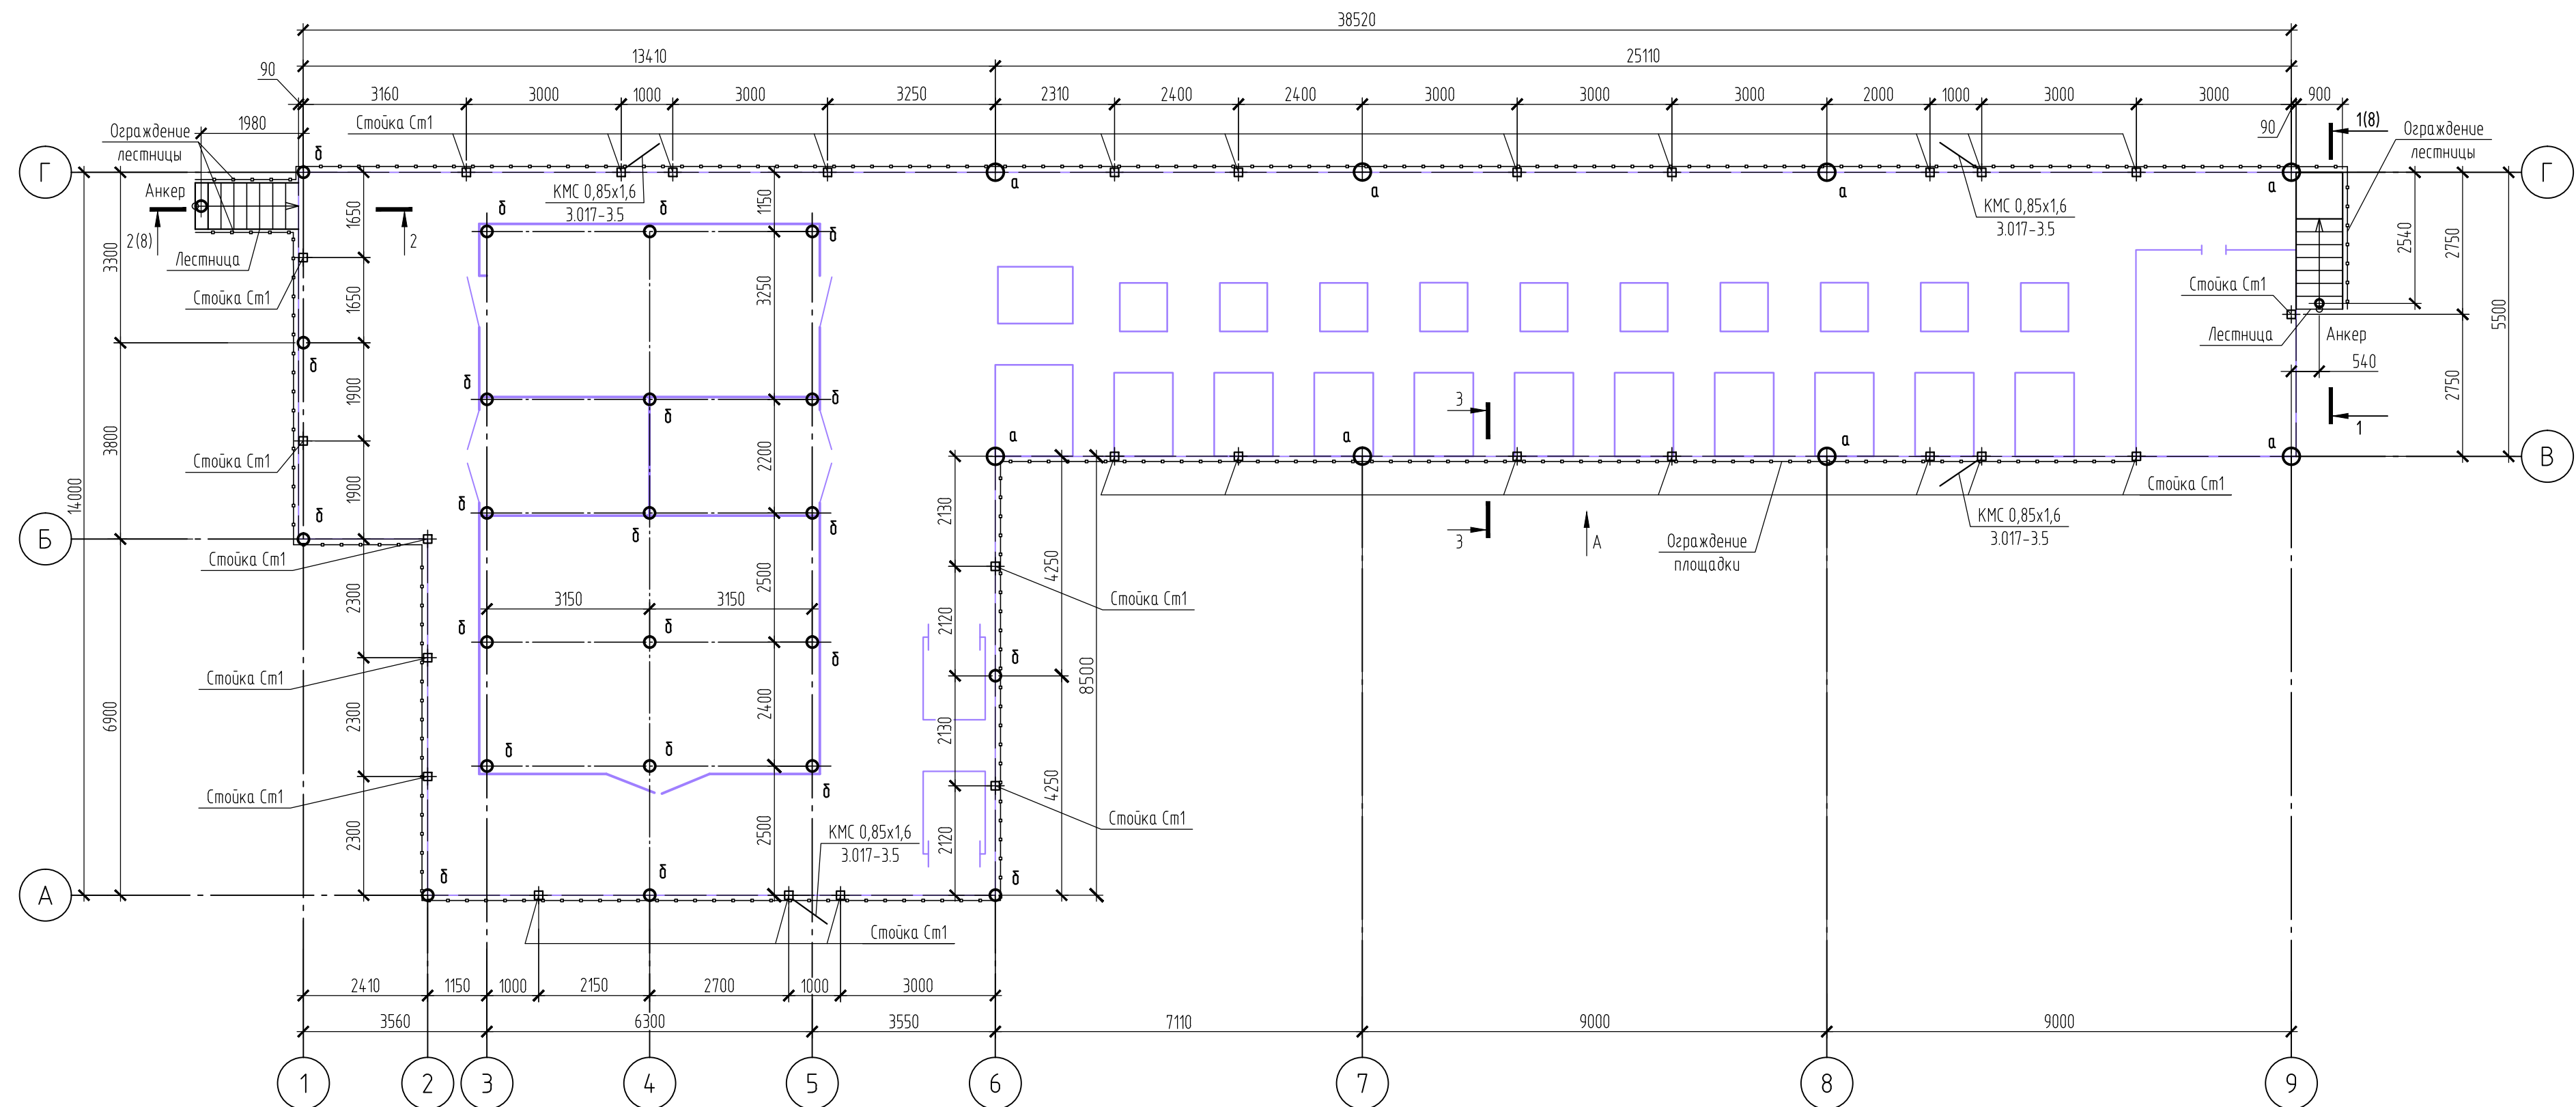 38520
13410
25110
90
3160
3000
1000
3000
3250
2310
2400
2400
3000
3000
3000
2000
1000
3000
3000
900
Ограждение
лестницы
1980
Стойка Ст1
90
1(8)
Ограждение
лестницы
Г
δ
Анкер
КМС 0,85х1,6
3.017-3.5
а
а
а
а
КМС 0,85х1,6
3.017-3.5
Г
2(8)
2
1650
1150
δ
δ
δ
Лестница
Стойка Ст1
3300
1650
3250
2540
2750
5500
Стойка Ст1
Лестница
Анкер
540
δ
δ
δ
δ
1900
3800
2200
2750
3
а
а
а
а
1
В
Стойка Ст1
14000
1900
δ
δ
δ
δ
2130
4250
Стойка Ст1
КМС 0,85х1,6
3.017-3.5
3
А
Ограждение
площадки
Б
Стойка Ст1
2300
2500
3150
3150
Стойка Ст1
2120
δ
δ
δ
δ
8500
Стойка Ст1
6900
2300
2400
2130
4250
δ
δ
δ
Стойка Ст1
Стойка Ст1
2300
2500
КМС 0,85х1,6
3.017-3.5
2120
А
δ
δ
δ
Стойка Ст1
2410
1150
1000
2150
2700
1000
3000
3560
6300
3550
7110
9000
9000
1
2
3
4
5
6
7
8
9